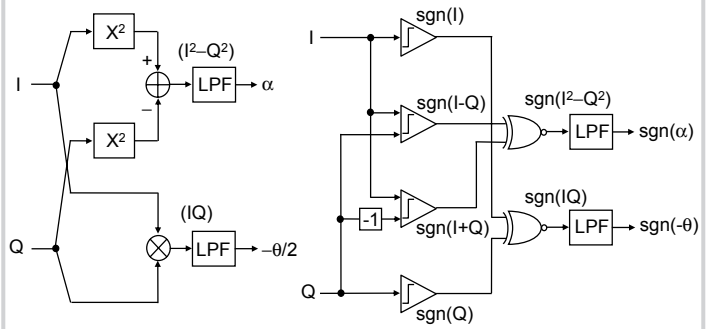 X²
(I²–Q²)
+
I
LPF
α
–
X²
(IQ)
Q
LPF
–θ/2
sgn(I)
I
sgn(I-Q)
sgn(I²–Q²)
LPF
sgn(α)
-1
sgn(I+Q)
sgn(IQ)
LPF
sgn(-θ)
Q
sgn(Q)